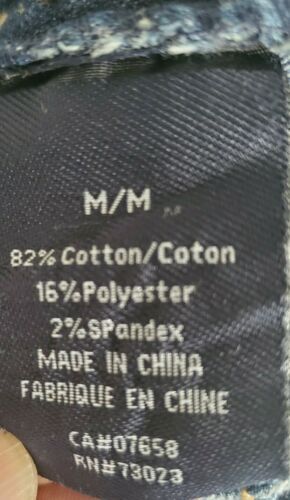 M/M
82% Cotton/Coton
16%Polyester
2%SPandex
MADE IN CHINA
FABRIQUE EN CHINE
CA#07658
RN#73023